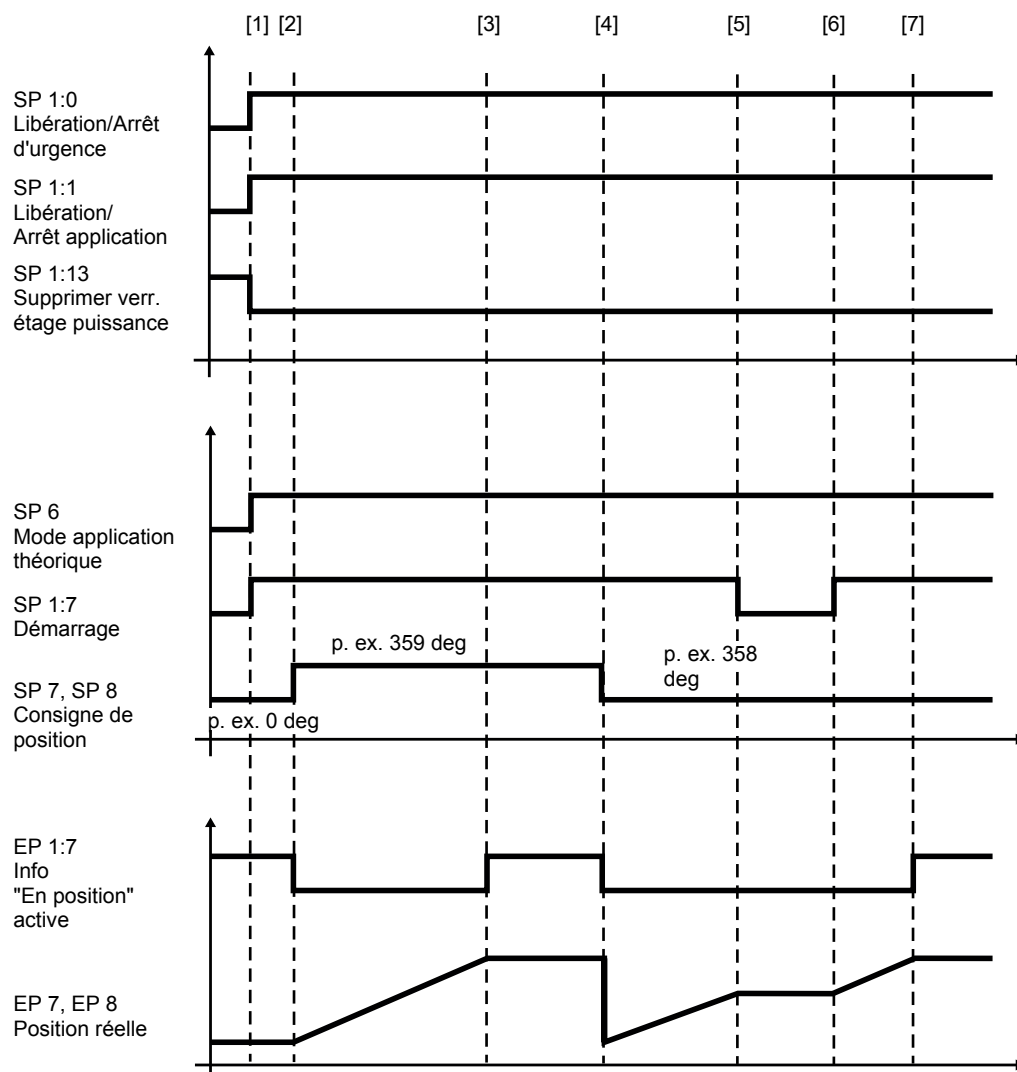 [1] [2] [3] [4] [5] [6] [7]
SP 1:0
Libération/Arrêt
d'urgence
SP 1:1
Libération/
Arrêt application
SP 1:13
Supprimer verr.
étage puissance
SP 6
Mode application
théorique
SP 1:7
Démarrage
p. ex. 359 deg
p. ex. 358
deg
SP 7, SP 8
Consigne de
position
p. ex. 0 deg
EP 1:7
Info
"En position"
active
EP 7, EP 8
Position réelle